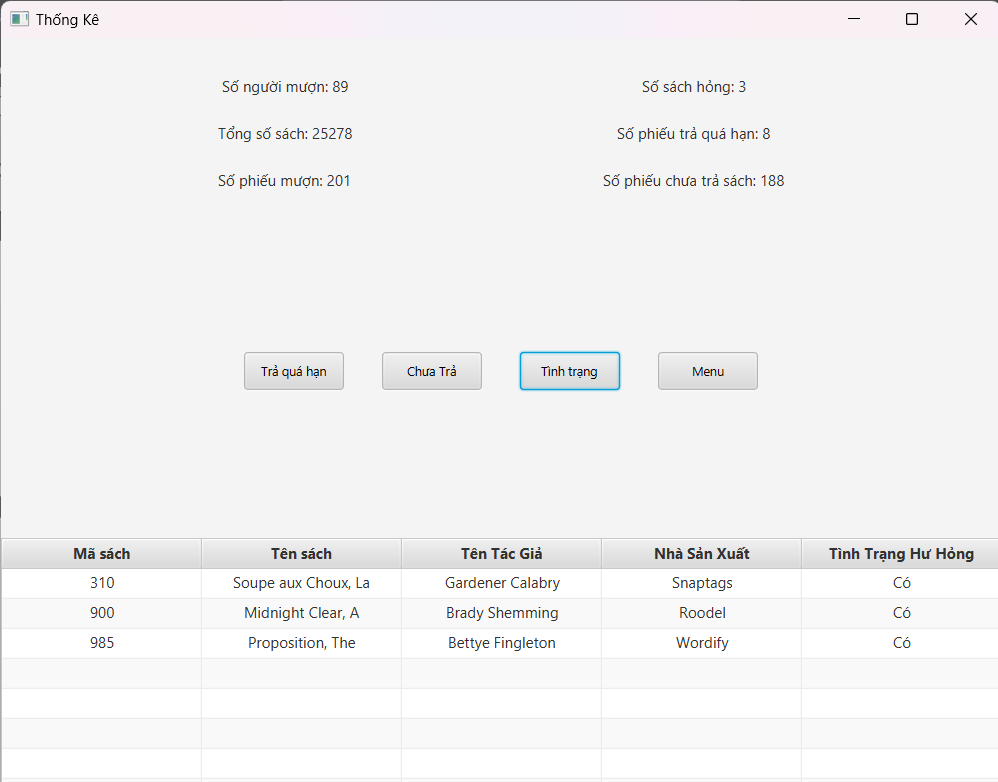 Thống Kê
Số người mượn: 89
Số sách hỏng: 3
Tổng số sách: 25278
Số phiếu trả quá hạn: 8
Số phiếu mượn: 201
Số phiếu chưa trả sách: 188
Trả quá hạn
Chưa Trả
Tình trạng
Menu
Mã sách Tên sách Tên Tác Giả Nhà Sản Xuất Tình Trạng Hư Hỏng
310 Soupe aux Choux, La Gardener Calabry Snaptags Có
900 Midnight Clear, A Brady Shemming Roodel Có
985 Proposition, The Bettye Fingleton Wordify Có